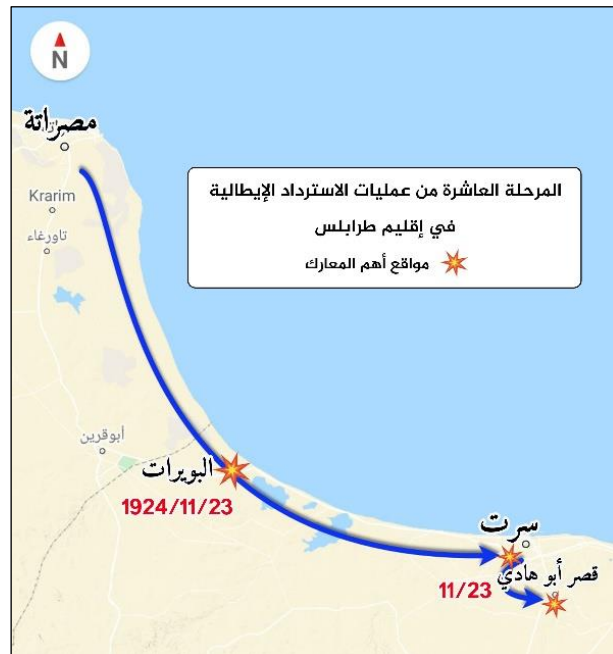 N
مصراتة
Krarim
تاورغاء
المرحلة العاشرة من عمليات الاسترداد الإيطالية
في إقليم طرابلس
مواقع أهم المعارك
أبوقرين
البويرات
1924/11/23
سرت
قصر أبو هادي
11/23